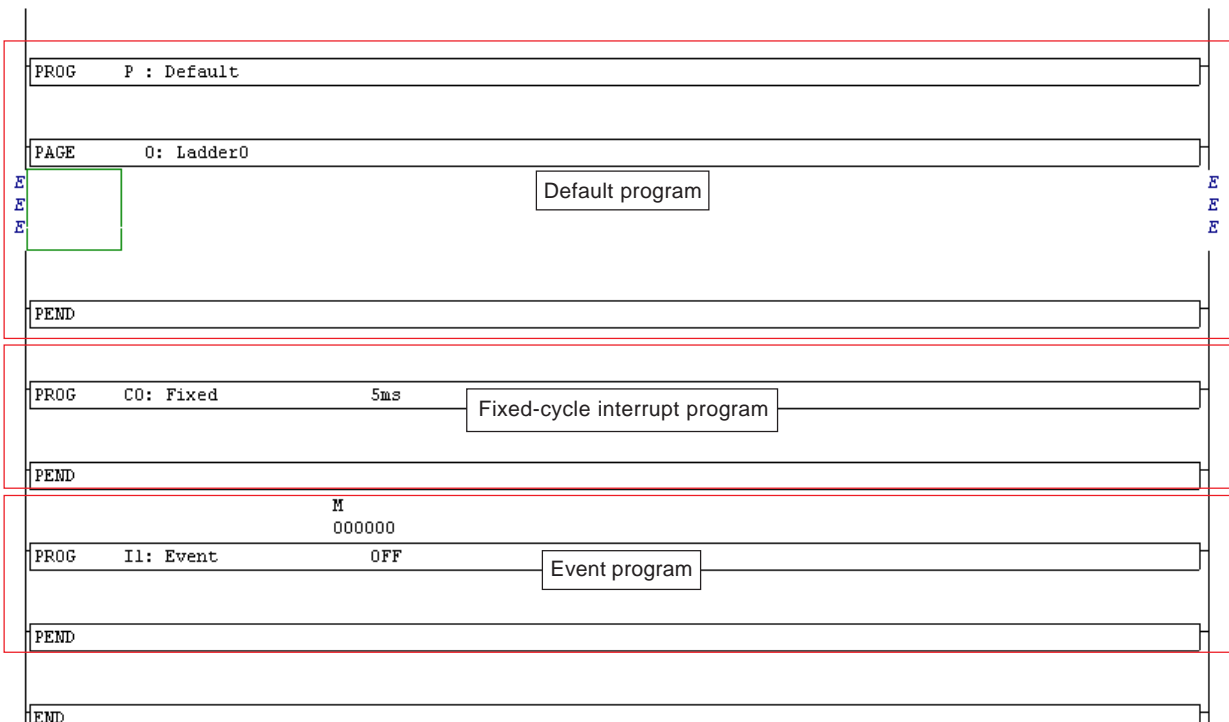 PROG P : Default
PAGE 0: Ladder0
E E
Default program
E E
E E
PEND
PROG C0: Fixed 5ms
Fixed-cycle interrupt program
PEND
M
000000
PROG I1: Event OFF
Event program
PEND
END